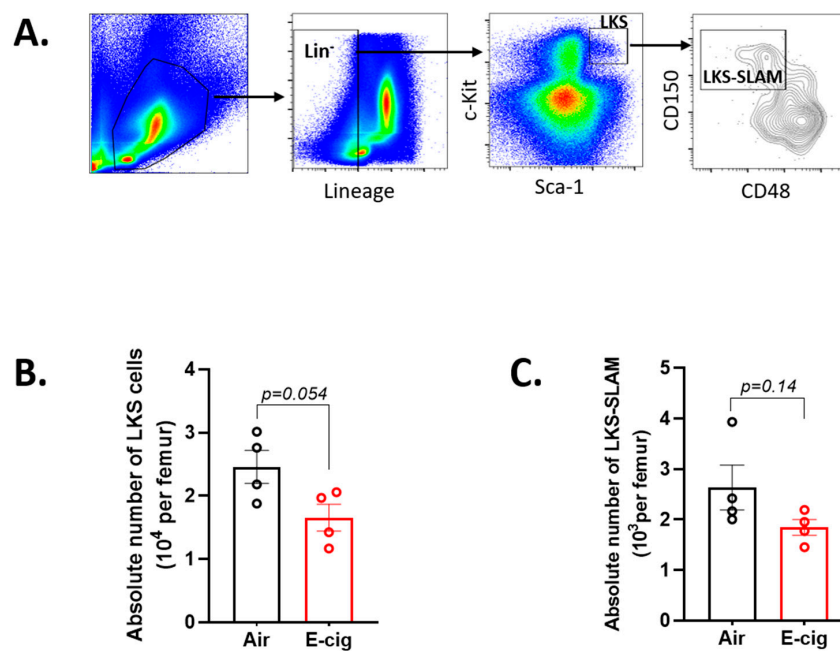 A.
Lin-
Lineage
LKS
c-Kit
Sca-1
LKS-SLAM
CD150
CD48
B.
Absolute number of LKS cells
(10⁴ per femur)
4
3
2
1
0
p=0.054
Air E-cig
C.
Absolute number of LKS-SLAM
(10³ per femur)
5
4
3
2
1
0
p=0.14
Air E-cig